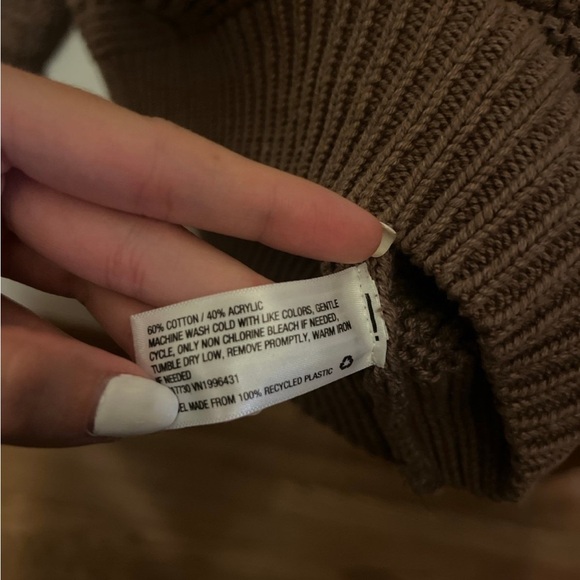 60% COTTON / 40% ACRYLIC
MACHINE WASH COLD WITH LIKE COLORS, GENTLE
CYCLE, ONLY NON CHLORINE BLEACH IF NEEDED,
TUMBLE DRY LOW, REMOVE PROMPTLY, WARM IRON
IF NEEDED
VN1996431
MADE FROM 100% RECYCLED PLASTIC